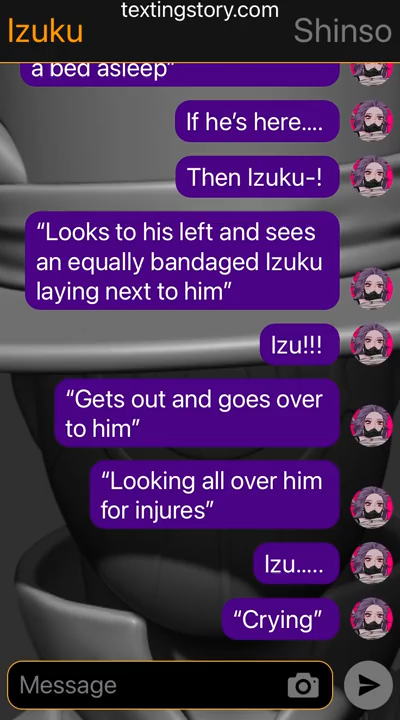 textingstory.com
Izuku
Shinso
a bed asleep”
If he’s here....
Then Izuku-!
“Looks to his left and sees
an equally bandaged Izuku
laying next to him”
Izu!!!
“Gets out and goes over
to him”
“Looking all over him
for injures”
Izu.....
“Crying”
Message